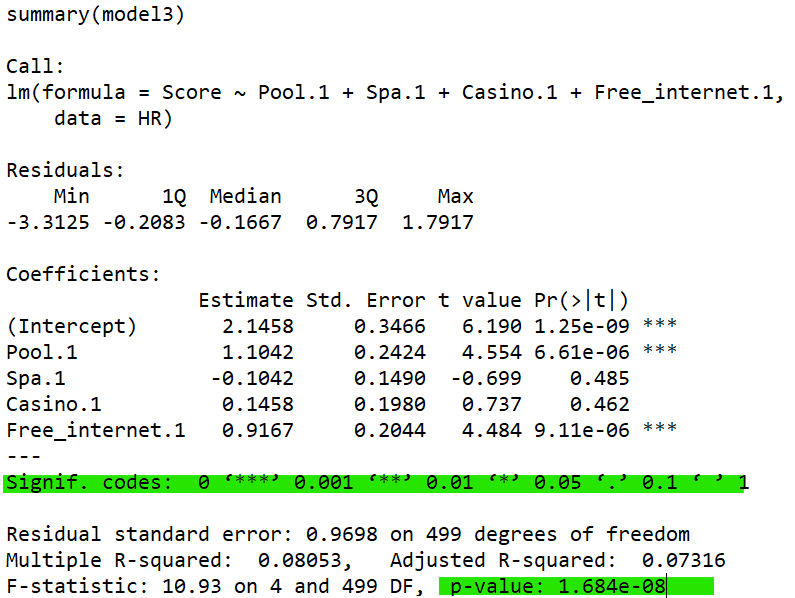 summary(model3)
Call:
lm(formula = Score ~ Pool.1 + Spa.1 + Casino.1 + Free_internet.1,
    data = HR)
Residuals:
    Min      1Q  Median      3Q     Max
-3.3125 -0.2083 -0.1667  0.7917  1.7917
Coefficients:
                Estimate Std. Error t value Pr(>|t|)
(Intercept)       2.1458     0.3466   6.190 1.25e-09 ***
Pool.1            1.1042     0.2424   4.554 6.61e-06 ***
Spa.1            -0.1042     0.1490  -0.699    0.485
Casino.1          0.1458     0.1980   0.737    0.462
Free_internet.1   0.9167     0.2044   4.484 9.11e-06 ***
---
Signif. codes:  0 ‘***’ 0.001 ‘**’ 0.01 ‘*’ 0.05 ‘.’ 0.1 ‘ ’ 1
Residual standard error: 0.9698 on 499 degrees of freedom
Multiple R-squared:  0.08053,   Adjusted R-squared:  0.07316
F-statistic: 10.93 on 4 and 499 DF,  p-value: 1.684e-08